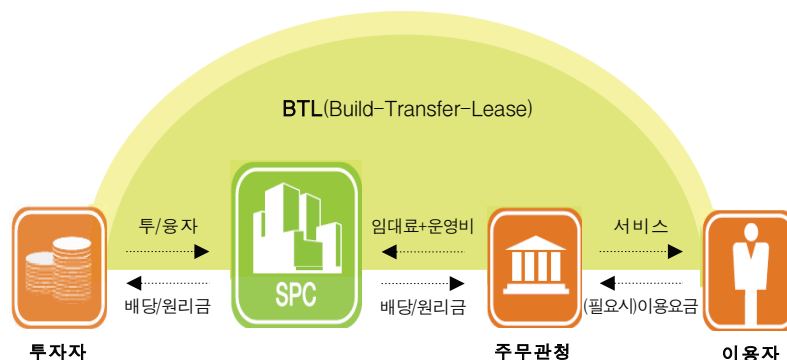 BTL(Build-Transfer-Lease)
투/융자
임대료+운영비
서비스
SPC
배당/원리금
배당/원리금
(필요시)이용요금
투자자
주무관청
이용자